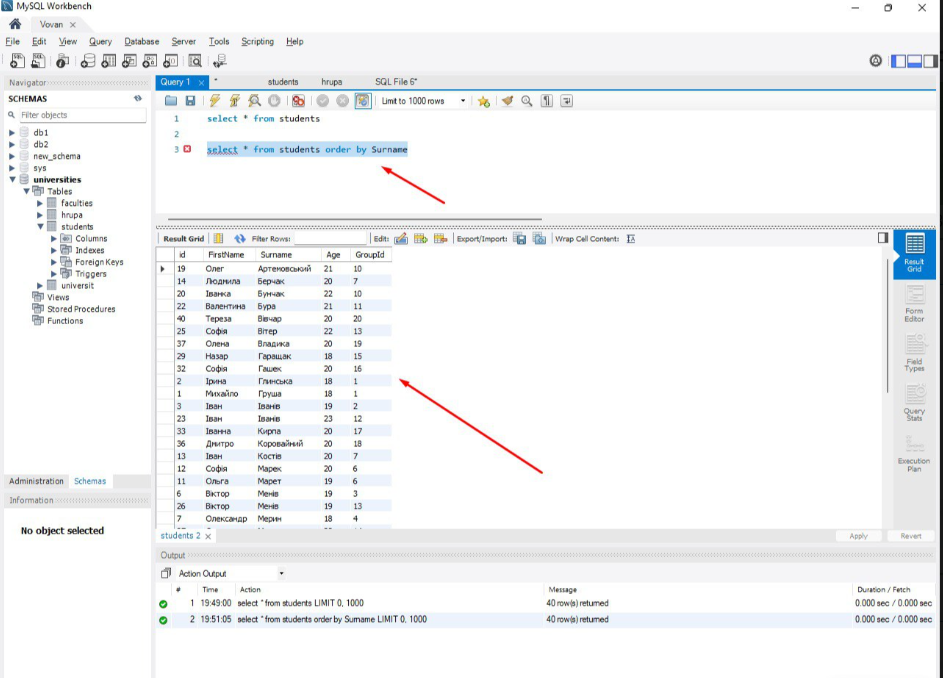 MySQL Workbench
Vovan
File Edit View Query Database Server Tools Scripting Help
Navigator
SCHEMAS
Filter objects
db1
db2
new_schema
sys
universities
Tables
faculties
hrupa
students
Columns
Indexes
Foreign Keys
Triggers
universit
Views
Stored Procedures
Functions
Administration Schemas
Information
No object selected
Query 1 students hrupa SQL File 6*
Limit to 1000 rows
1 select * from students
2
3 select * from students order by Surname
Result Grid Filter Rows: Edit: Export/Import: Wrap Cell Content:
id FirstName Surname Age GroupId
19 Олег Артеновський 21 10
14 Людмила Берчак 20 7
20 Іванка Бунчак 22 10
22 Валентина Бура 21 11
40 Тереза Вівчар 20 20
25 Софія Вітер 22 13
37 Олена Владика 20 19
29 Назар Гаращак 18 15
32 Софія Гашек 20 16
2 Ірина Глинська 18 1
1 Михайло Груша 18 1
3 Іван Іванів 19 2
23 Іван Іванів 23 12
33 Іванна Кирпа 20 17
36 Дмитро Коровайний 20 18
13 Іван Костів 20 7
12 Софія Марек 20 6
11 Ольга Марет 19 6
6 Віктор Менів 19 3
26 Віктор Менів 19 13
7 Олександр Мерин 18 4
Result Grid
Form Editor
Field Types
Query Stats
Execution Plan
students 2
Apply Revert
Output
Action Output
# Time Action Message Duration / Fetch
1 19:49:00 select * from students LIMIT 0, 1000 40 row(s) returned 0.000 sec / 0.000 sec
2 19:51:05 select * from students order by Surname LIMIT 0, 1000 40 row(s) returned 0.000 sec / 0.000 sec